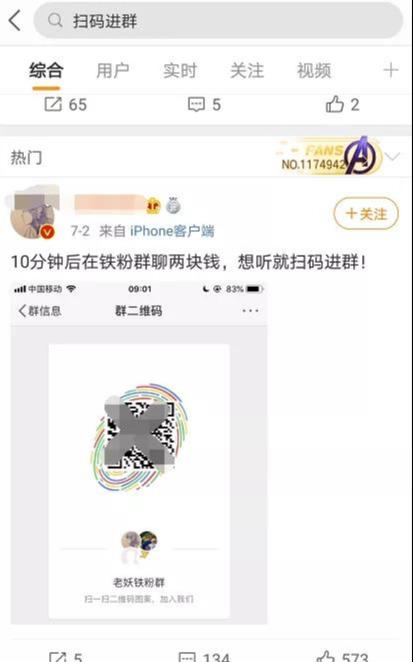 扫码进群
综合 用户 实时 关注 视频
65 5 2
热门
FANS
NO.1174942
7-2 来自 iPhone客户端
+关注
10分钟后在铁粉群聊两块钱，想听就扫码进群！
中国移动 09:01 83%
群信息 群二维码 ...
老妖铁粉群
扫一扫二维码图案，加入我们
5 134 573